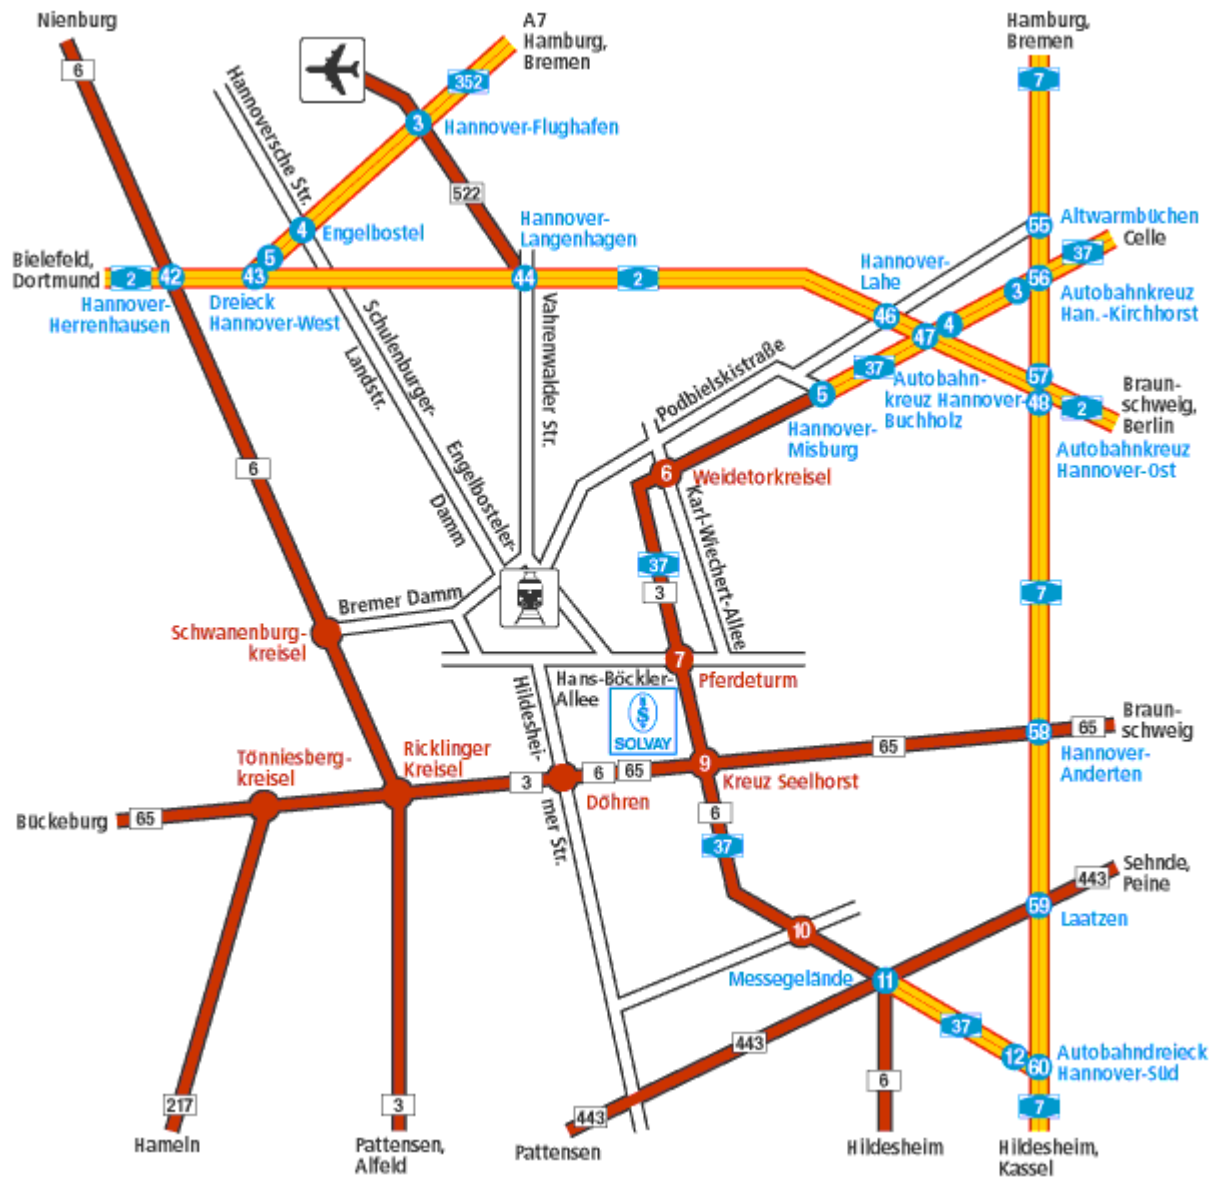 Nienburg
A7
Hamburg,
Bremen
Hamburg,
Bremen
6
352
7
Hannoversche Str.
3
Hannover-Flughafen
522
4
Engelbostel
Hannover-
Langenhagen
55
Altwarmbüchen
Celle
37
Bielefeld,
Dortmund
2
42
5
43
44
2
Hannover-
Lahe
56
3
Autobahnkreuz
Han.-Kirchhorst
Hannover-
Herrenhausen
Dreieck
Hannover-West
46
47
4
Schulenburger-
Landstr.
Vahrenwalder Str.
Podbielskistraße
37
5
Autobahn-
kreuz Hannover-
Buchholz
57
48
2
Braun-
schweig,
Berlin
Hannover-
Misburg
Autobahnkreuz
Hannover-Ost
6
Engelbosteler-
Damm
6
Weidetorkreisel
Karl-Wiechert-Allee
37
3
7
Bremer Damm
Schwanenburg-
kreisel
7
Pferdeturm
Hans-Böckler-
Allee
SOLVAY
Hildeshei-
mer Str.
Braun-
schweig
65
58
65
Hannover-
Anderten
Tönniesberg-
kreisel
Ricklinger
Kreisel
3
6
65
9
Kreuz Seelhorst
Döhren
Bückeburg
65
6
37
Sehnde,
Peine
443
59
Laatzen
10
Messegelände
11
37
443
12
60
Autobahndreieck
Hannover-Süd
217
3
443
6
7
Hameln
Pattensen,
Alfeld
Pattensen
Hildesheim
Hildesheim,
Kassel